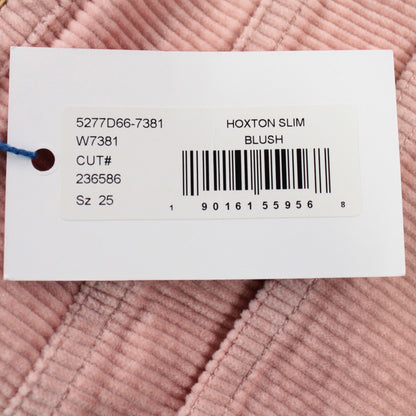 5277D66-7381
W7381
CUT#
236586
Sz 25
HOXTON SLIM
BLUSH
1 90161 55956 8